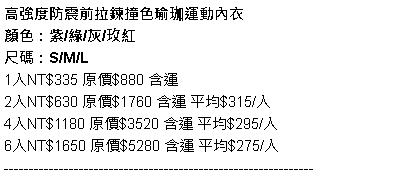 高強度防震前拉鍊撞色瑜珈運動內衣
顏色：紫/綠/灰/玫紅
尺碼：S/M/L
1入NT$335 原價$880 含運
2入NT$630 原價$1760 含運 平均$315/入
4入NT$1180 原價$3520 含運 平均$295/入
6入NT$1650 原價$5280 含運 平均$275/入
--------------------------------------------------------------